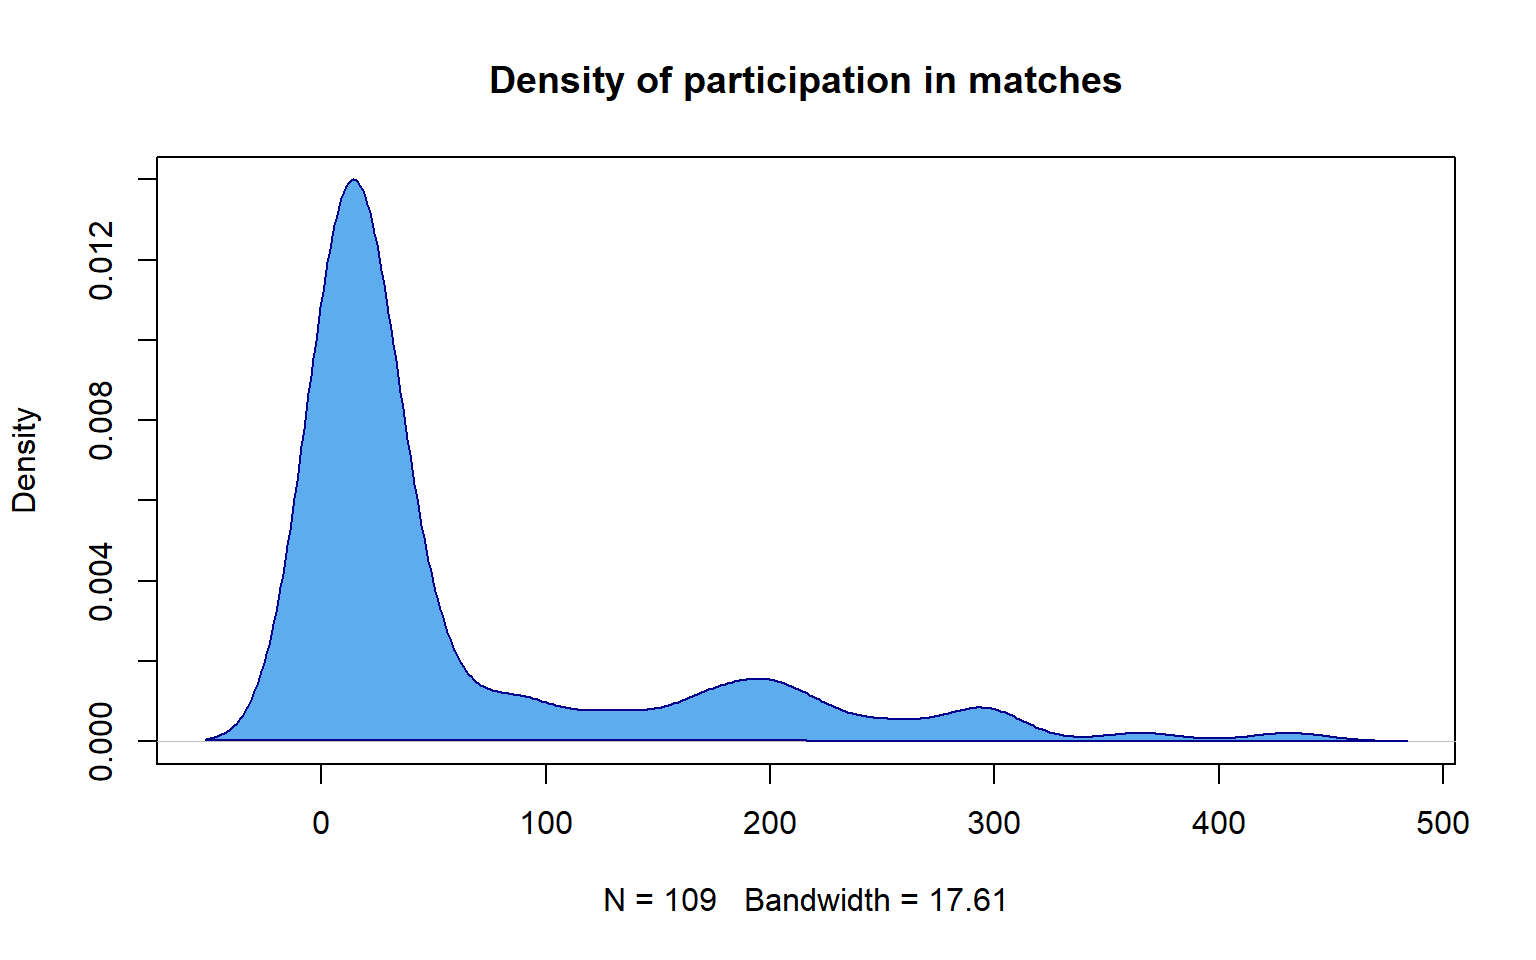 Density of participation in matches
Density
0.000 0.004 0.008 0.012
0 100 200 300 400 500
N = 109 Bandwidth = 17.61